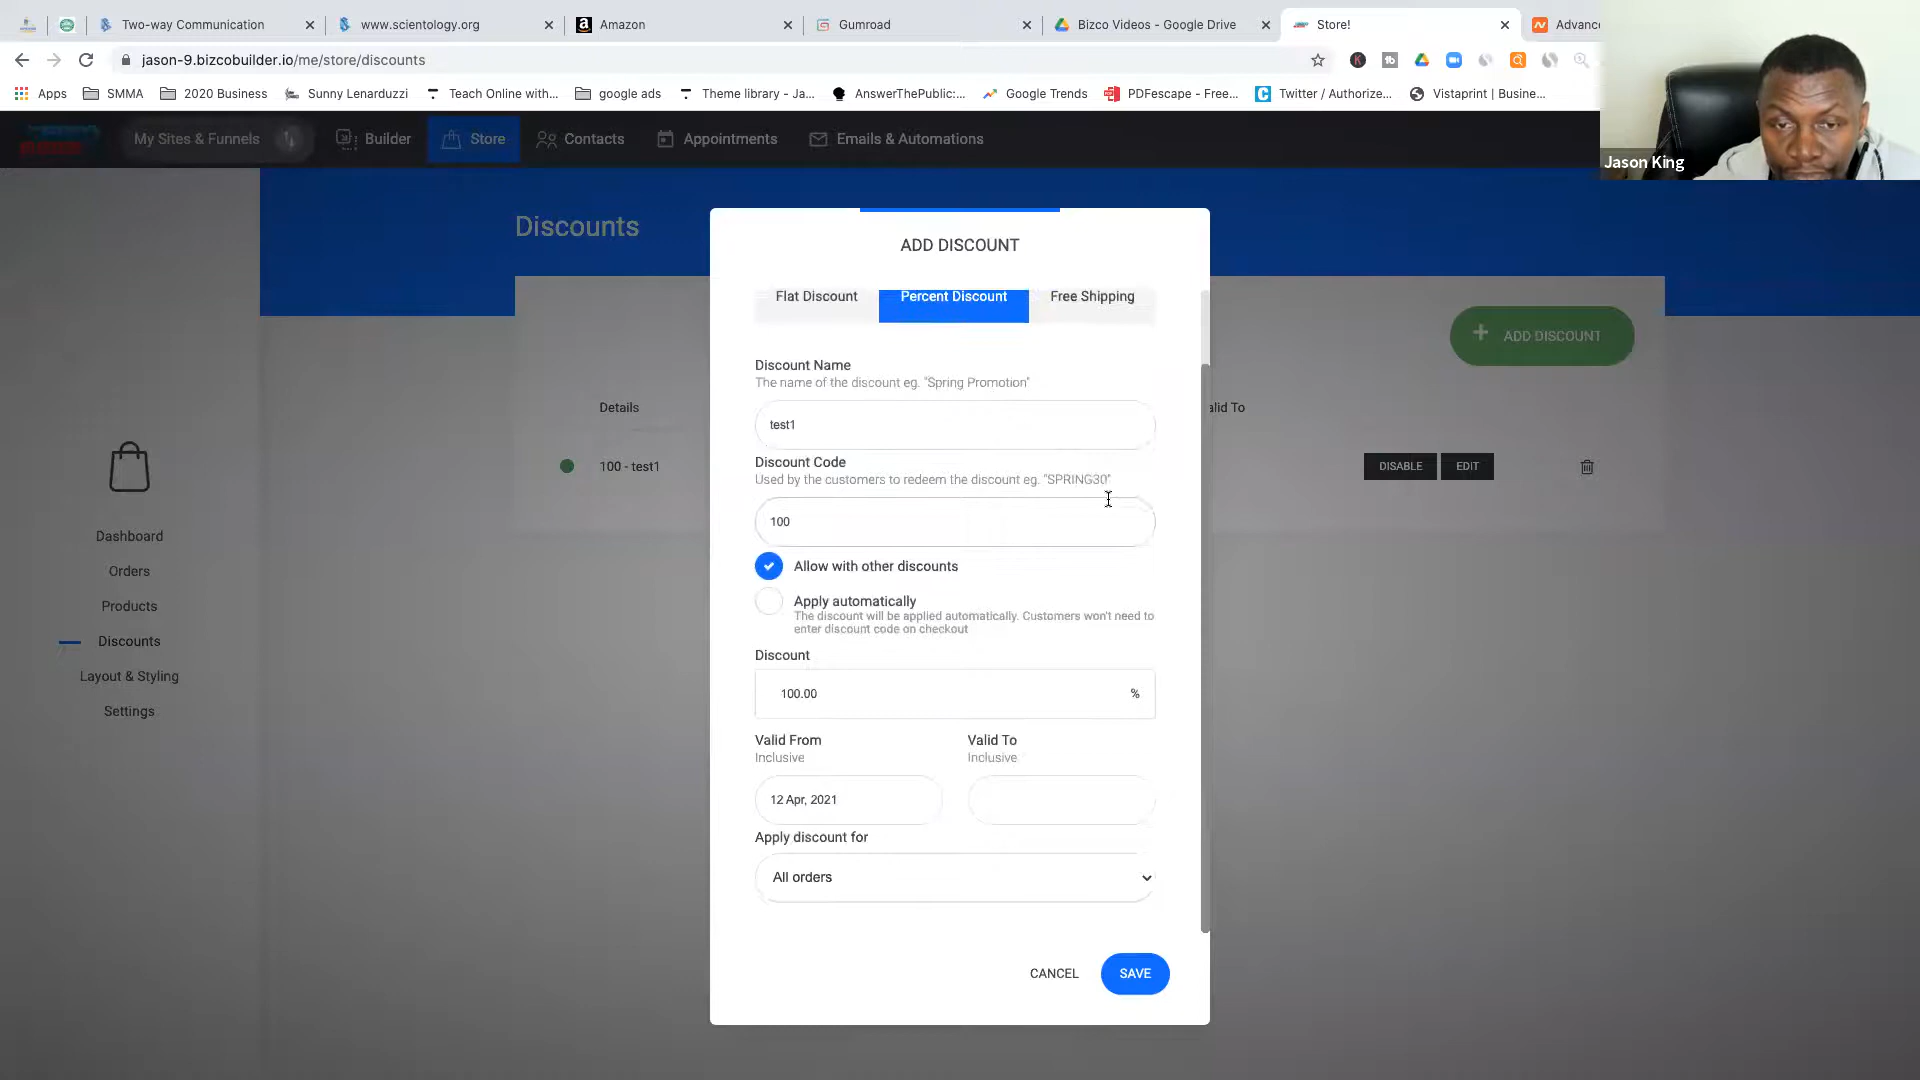 Two-way Communication
www.scientology.org
Amazon
Gumroad
Bizco Videos - Google Drive
Store!
Advanc
jason-9.bizcobuilder.io/me/store/discounts
Apps
SMMA
2020 Business
Sunny Lenarduzzi
Teach Online with...
google ads
Theme library - Ja...
AnswerThePublic:...
Google Trends
PDFescape - Free...
Twitter / Authorize...
Vistaprint | Busine...
My Sites & Funnels
Builder
Store
Contacts
Appointments
Emails & Automations
Jason King
Discounts
ADD DISCOUNT
Flat Discount
Percent Discount
Free Shipping
ADD DISCOUNT
Discount Name
The name of the discount eg. "Spring Promotion"
test1
Details
alid To
Discount Code
Used by the customers to redeem the discount eg. "SPRING30"
100
100 - test1
DISABLE
EDIT
Allow with other discounts
Apply automatically
The discount will be applied automatically. Customers won't need to
enter discount code on checkout
Discount
100.00
%
Valid From
Inclusive
12 Apr, 2021
Valid To
Inclusive
Apply discount for
All orders
CANCEL
SAVE
Dashboard
Orders
Products
Discounts
Layout & Styling
Settings